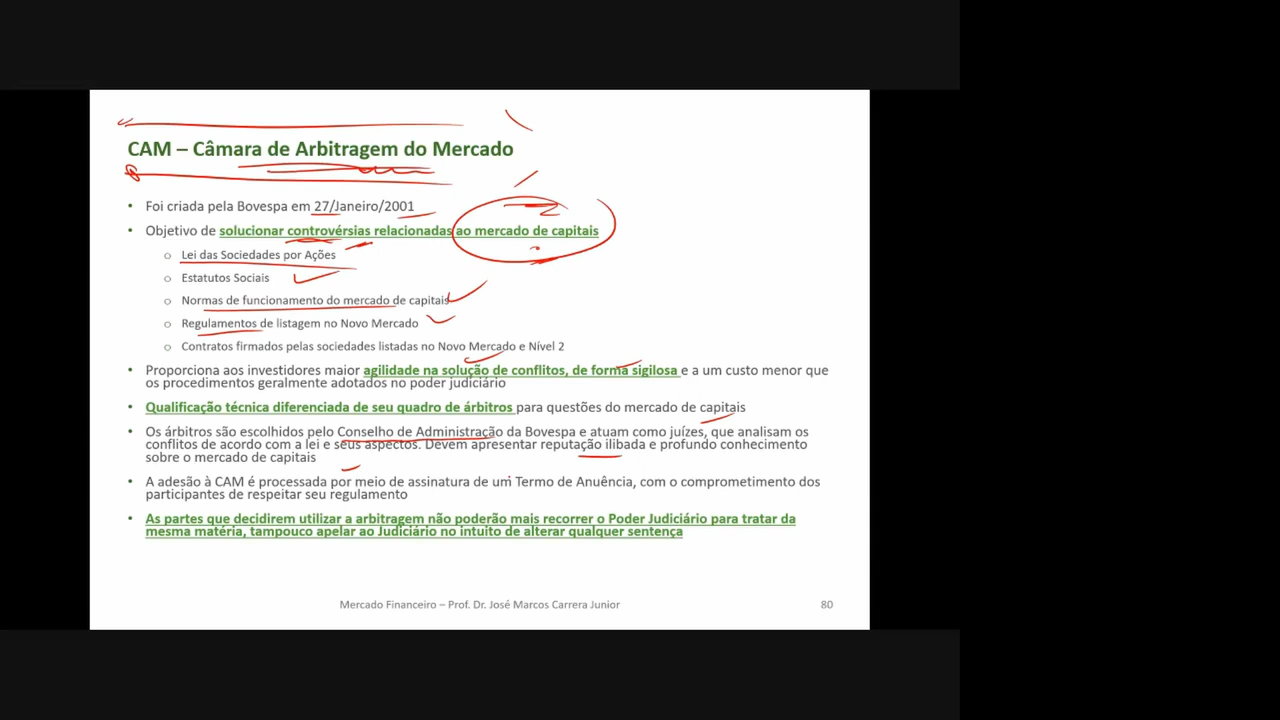 CAM – Câmara de Arbitragem do Mercado
• Foi criada pela Bovespa em 27/Janeiro/2001
• Objetivo de solucionar controvérsias relacionadas ao mercado de capitais
o Lei das Sociedades por Ações
o Estatutos Sociais
o Normas de funcionamento do mercado de capitais
o Regulamentos de listagem no Novo Mercado
o Contratos firmados pelas sociedades listadas no Novo Mercado e Nível 2
• Proporciona aos investidores maior agilidade na solução de conflitos, de forma sigilosa e a um custo menor que
os procedimentos geralmente adotados no poder judiciário
• Qualificação técnica diferenciada de seu quadro de árbitros para questões do mercado de capitais
• Os árbitros são escolhidos pelo Conselho de Administração da Bovespa e atuam como juízes, que analisam os
conflitos de acordo com a lei e seus aspectos. Devem apresentar reputação ilibada e profundo conhecimento
sobre o mercado de capitais
• A adesão à CAM é processada por meio de assinatura de um Termo de Anuência, com o comprometimento dos
participantes de respeitar seu regulamento
• As partes que decidirem utilizar a arbitragem não poderão mais recorrer o Poder Judiciário para tratar da
mesma matéria, tampouco apelar ao Judiciário no intuito de alterar qualquer sentença
Mercado Financeiro – Prof. Dr. José Marcos Carrera Junior
80